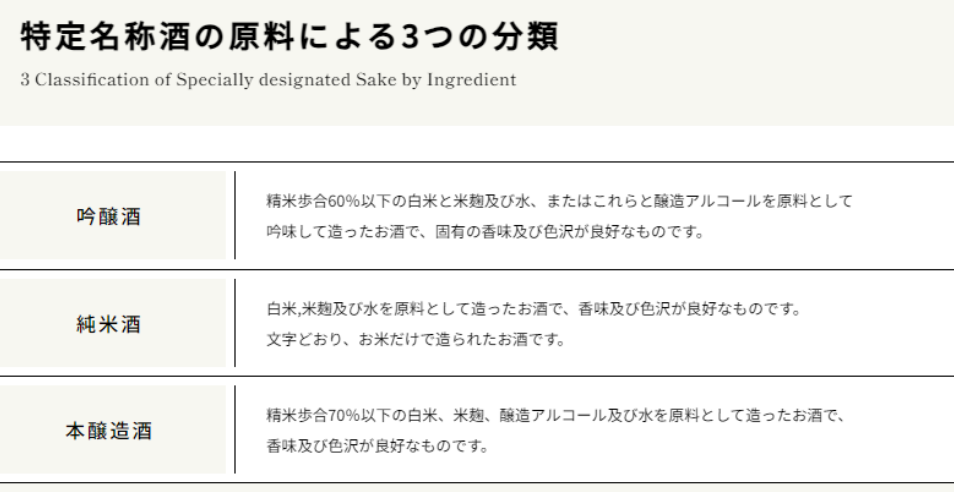 特定名称酒の原料による3つの分類
3 Classification of Specially designated Sake by Ingredient
吟醸酒
精米歩合60%以下の白米と米麹及び水、またはこれらと醸造アルコールを原料として
吟味して造ったお酒で、固有の香味及び色沢が良好なものです。
純米酒
白米,米麹及び水を原料として造ったお酒で、香味及び色沢が良好なものです。
文字どおり、お米だけで造られたお酒です。
本醸造酒
精米歩合70%以下の白米、米麹、醸造アルコール及び水を原料として造ったお酒で、
香味及び色沢が良好なものです。